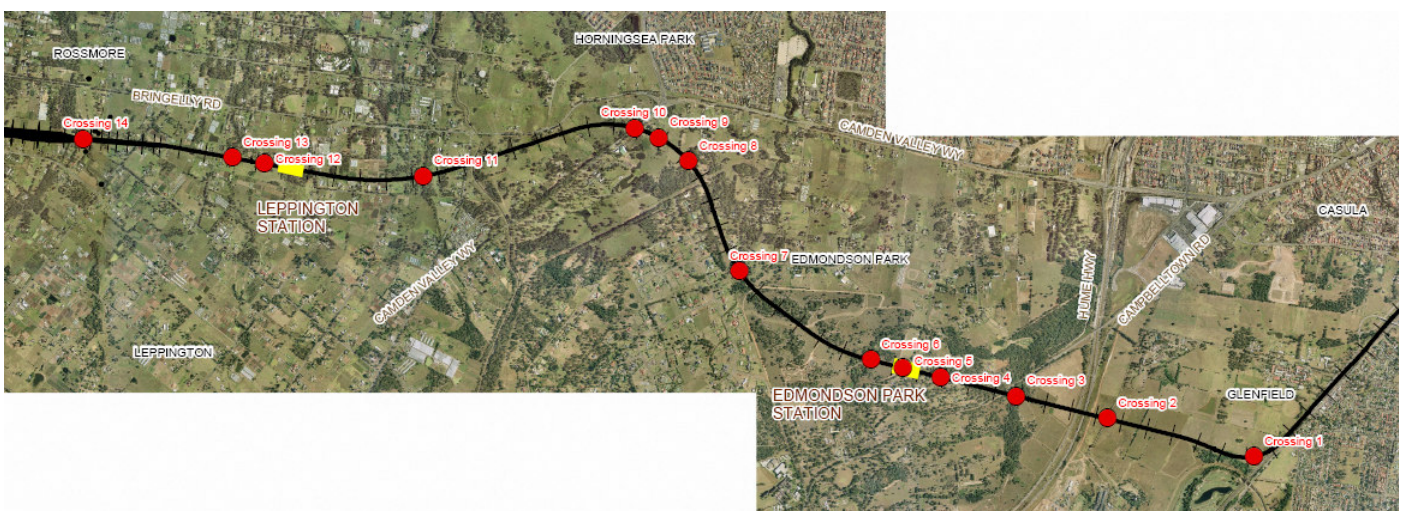 HORNINGSEA PARK
ROSSMORE
BRINGELLY RD
Crossing 14
Crossing 13
Crossing 12
Crossing 11
Crossing 10
Crossing 9
Crossing 8
CAMDEN VALLEY WY
LEPPINGTON
STATION
CASULA
Crossing 7
EDMONDSON PARK
HUME HWY
CAMPBELLTOWN RD
CAMDEN VALLEY WY
LEPPINGTON
Crossing 6
Crossing 5
Crossing 4
Crossing 3
EDMONDSON PARK
STATION
GLENFIELD
Crossing 2
Crossing 1